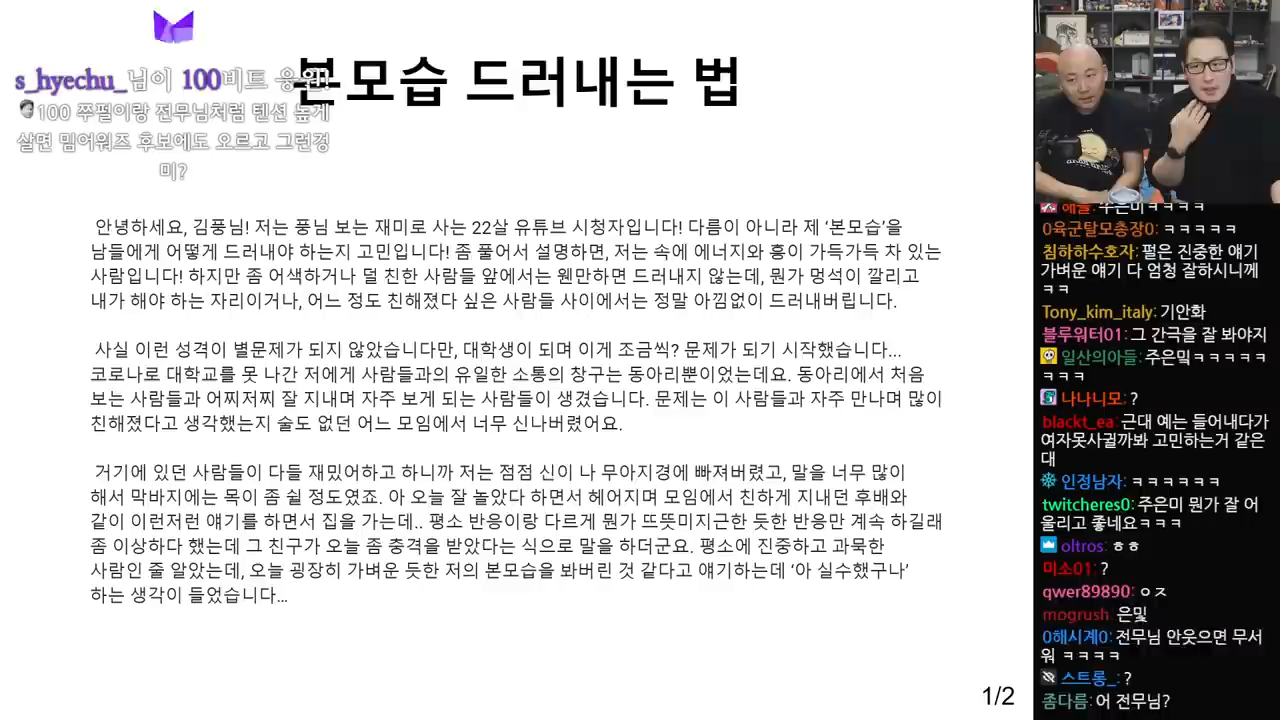 s_hyechu_님이 100비트 응원!
100 쭈펄이랑 전무님처럼 텐션 높게
살면 밈어워즈 후보에도 오르고 그런겅
미?
본모습 드러내는 법
안녕하세요, 김풍님! 저는 풍님 보는 재미로 사는 22살 유튜브 시청자입니다! 다름이 아니라 제 '본모습'을
남들에게 어떻게 드러내야 하는지 고민입니다! 좀 풀어서 설명하면, 저는 속에 에너지와 흥이 가득가득 차 있는
사람입니다! 하지만 좀 어색하거나 덜 친한 사람들 앞에서는 웬만하면 드러내지 않는데, 뭔가 멍석이 깔리고
내가 해야 하는 자리이거나, 어느 정도 친해졌다 싶은 사람들 사이에서는 정말 아낌없이 드러내버립니다.
사실 이런 성격이 별문제가 되지 않았습니다만, 대학생이 되며 이게 조금씩? 문제가 되기 시작했습니다...
코로나로 대학교를 못 나간 저에게 사람들과의 유일한 소통의 창구는 동아리뿐이었는데요. 동아리에서 처음
보는 사람들과 어찌저찌 잘 지내며 자주 보게 되는 사람들이 생겼습니다. 문제는 이 사람들과 자주 만나며 많이
친해졌다고 생각했는지 술도 없던 어느 모임에서 너무 신나버렸어요.
거기에 있던 사람들이 다들 재밌어하고 하니까 저는 점점 신이 나 무아지경에 빠져버렸고, 말을 너무 많이
해서 막바지에는 목이 좀 쉴 정도였죠. 아 오늘 잘 놀았다 하면서 헤어지며 모임에서 친하게 지내던 후배와
같이 이런저런 얘기를 하면서 집을 가는데.. 평소 반응이랑 다르게 뭔가 뜨뜻미지근한 듯한 반응만 계속 하길래
좀 이상하다 했는데 그 친구가 오늘 좀 충격을 받았다는 식으로 말을 하더군요. 평소에 진중하고 과묵한
사람인 줄 알았는데, 오늘 굉장히 가벼운 듯한 저의 본모습을 봐버린 것 같다고 얘기하는데 '아 실수했구나'
하는 생각이 들었습니다...
1/2
0육군탈모총장0: ㅋㅋㅋㅋㅋ
침하하수호자: 펄은 진중한 얘기
가벼운 얘기 다 엄청 잘하시니께
ㅋㅋ
Tony_kim_italy: 기안화
블루워터01: 그 간극을 잘 봐야지
일산의아들: 주은밐ㅋㅋㅋㅋㅋ
ㅋㅋㅋ
나나니모: ?
blackt_ea: 근대 예는 들어내다가
여자못사귈까봐 고민하는거 같은
대
인정남자: ㅋㅋㅋㅋㅋㅋ
twitcheres0: 주은미 뭔가 잘 어
울리고 좋네요ㅋㅋㅋ
oltros: ㅎㅎ
미소01: ?
qwer89890: ㅇㅈ
mogrush: 은및
0해시계0: 전무님 안웃으면 무서
워 ㅋㅋㅋㅋ
스트롱_: ?
좀다름: 어 전무님?